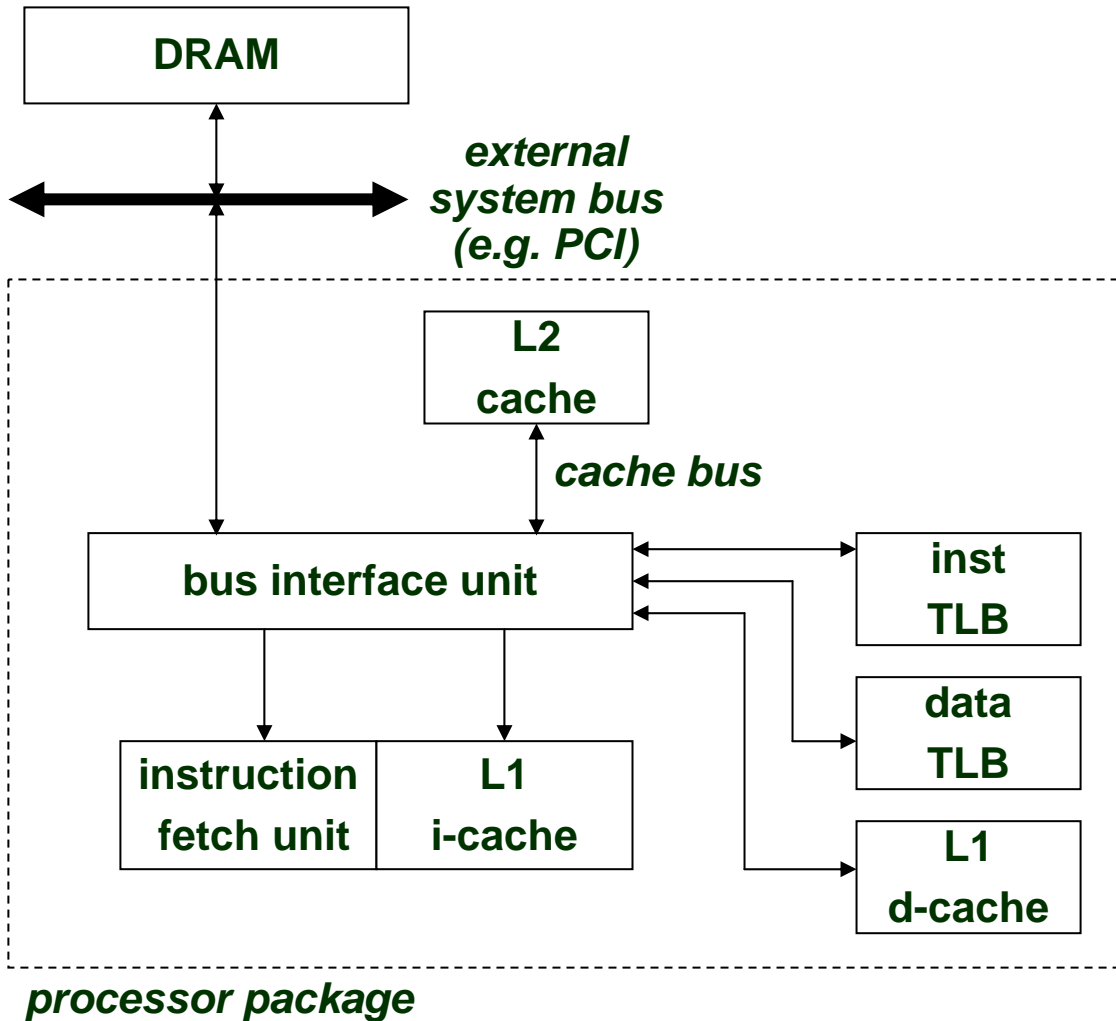 DRAM
external
system bus
(e.g. PCI)
L2
cache
cache bus
bus interface unit
inst
TLB
data
TLB
instruction
fetch unit
L1
i-cache
L1
d-cache
processor package